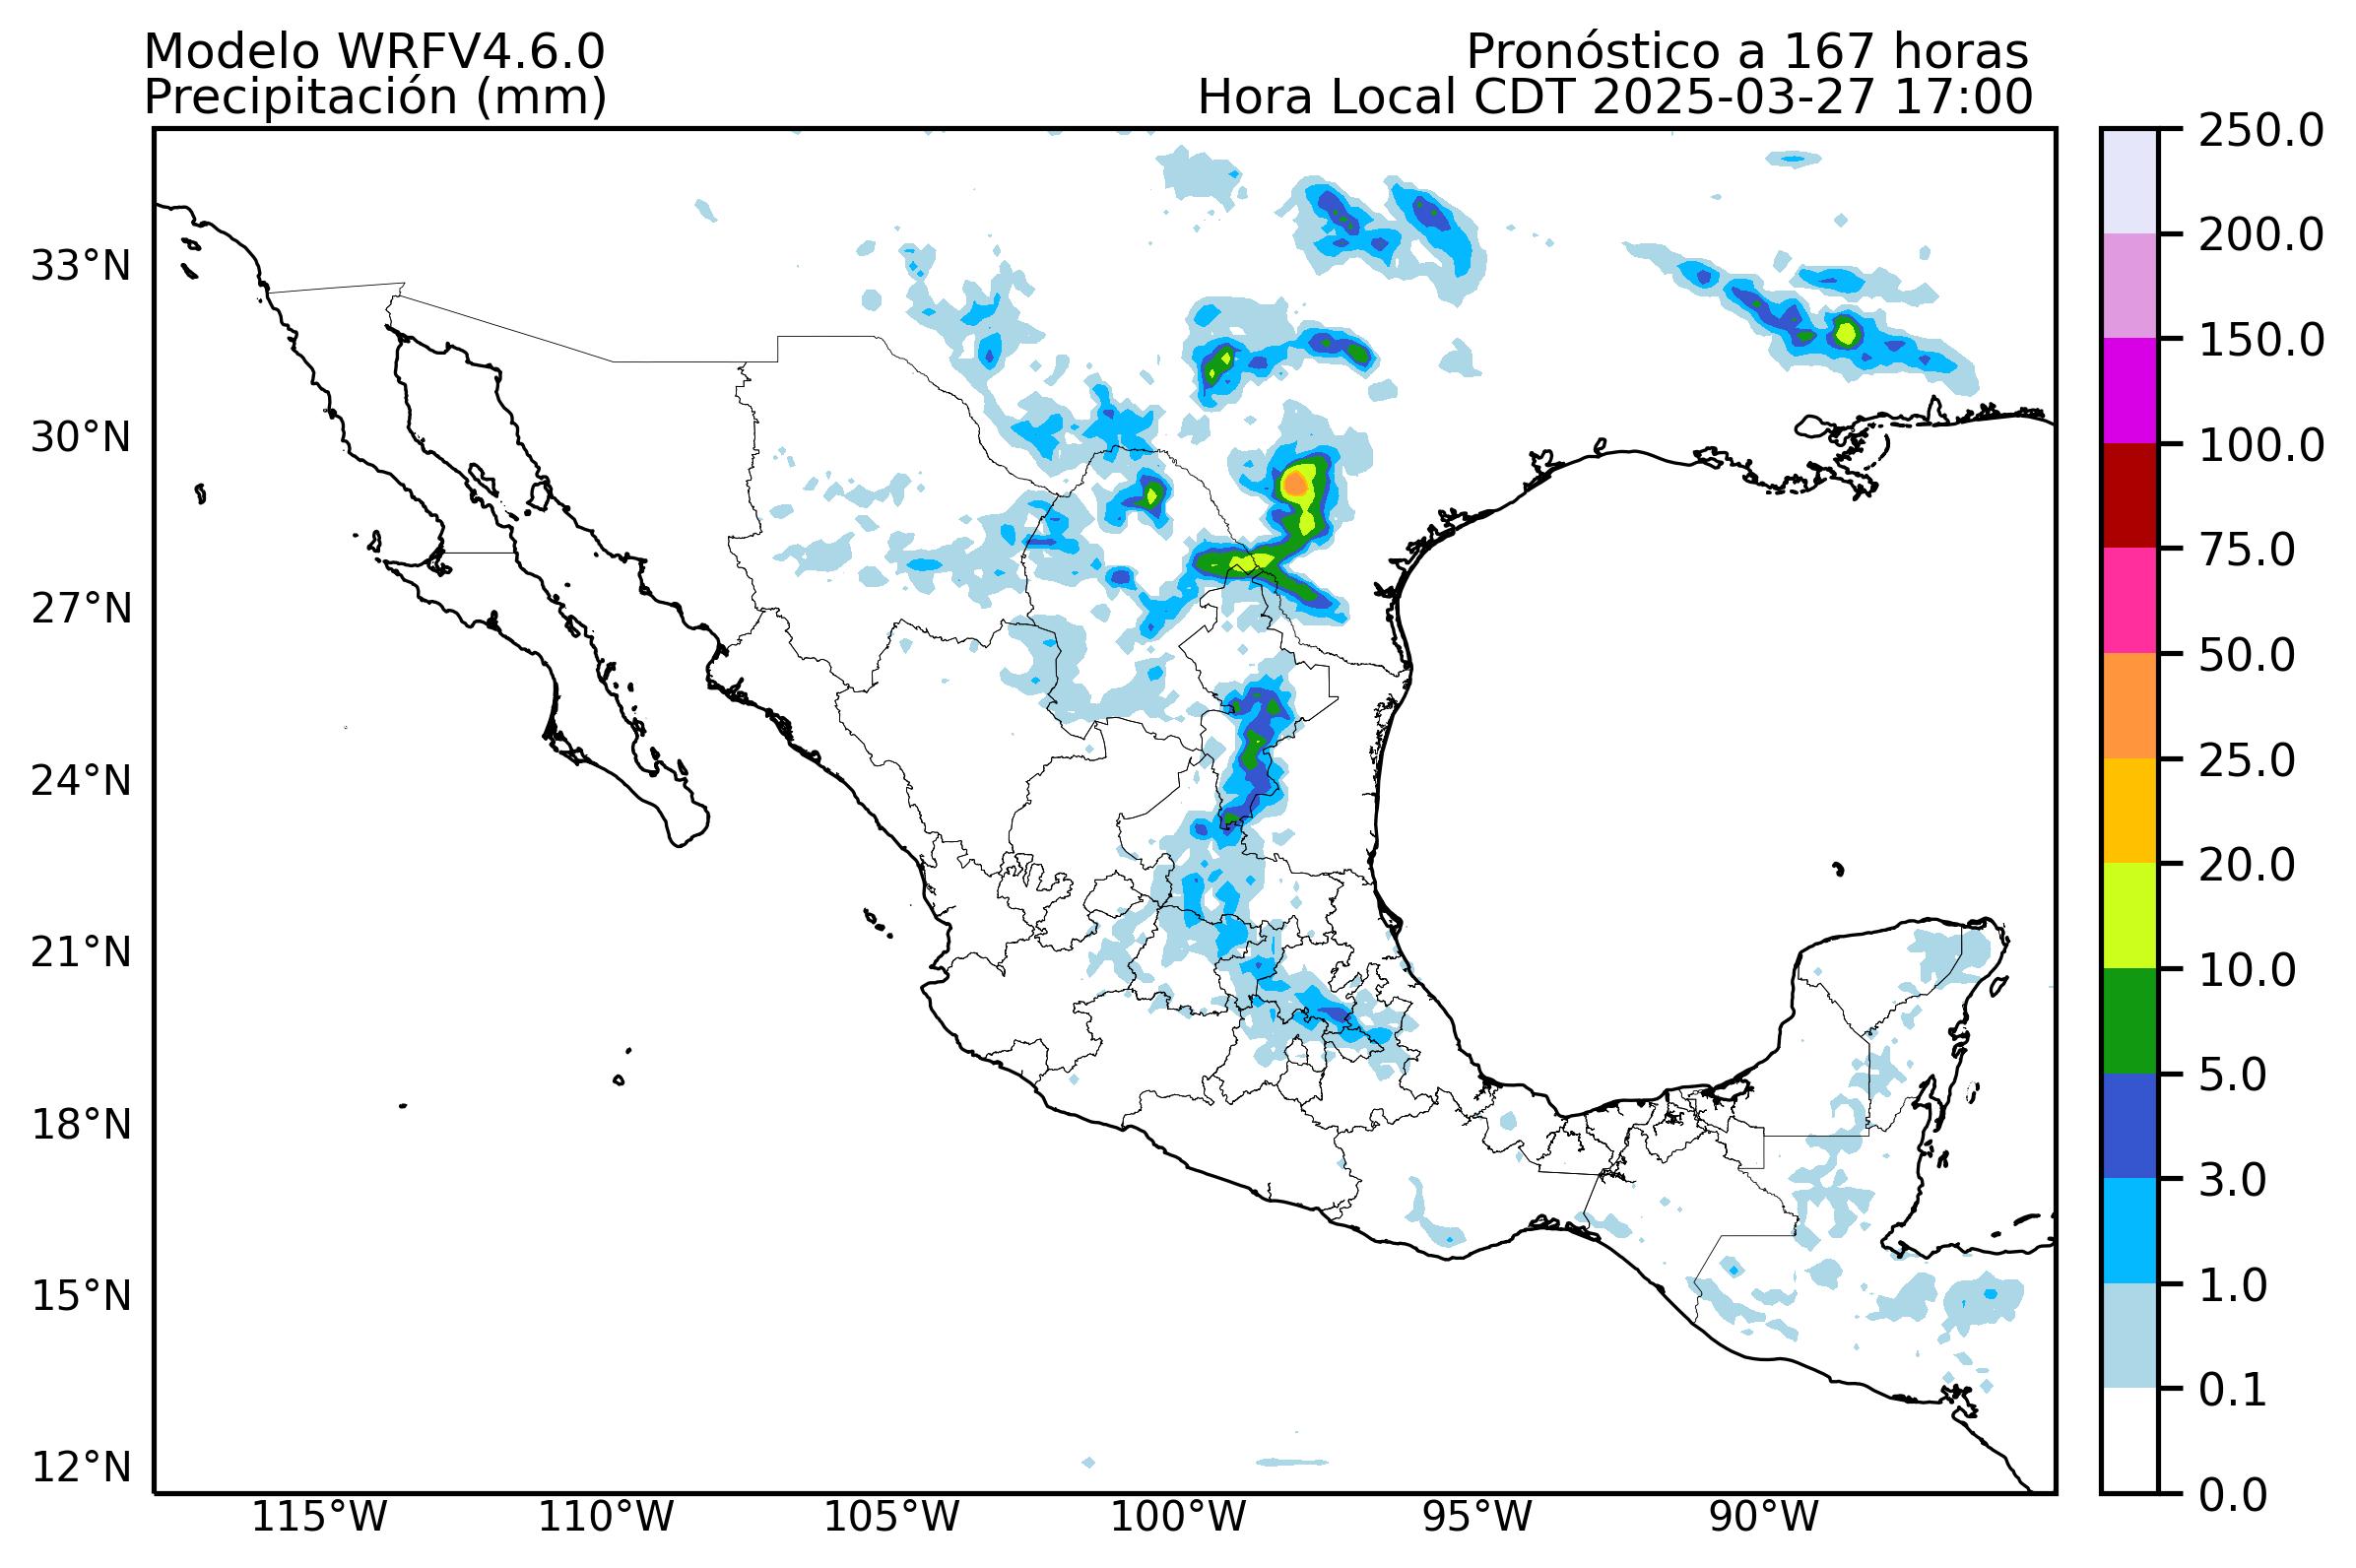 Modelo WRFV4.6.0
Precipitación (mm)
Pronóstico a 167 horas
Hora Local CDT 2025-03-27 17:00
33°N
30°N
27°N
24°N
21°N
18°N
15°N
12°N
115°W
110°W
105°W
100°W
95°W
90°W
250.0
200.0
150.0
100.0
75.0
50.0
25.0
20.0
10.0
5.0
3.0
1.0
0.1
0.0